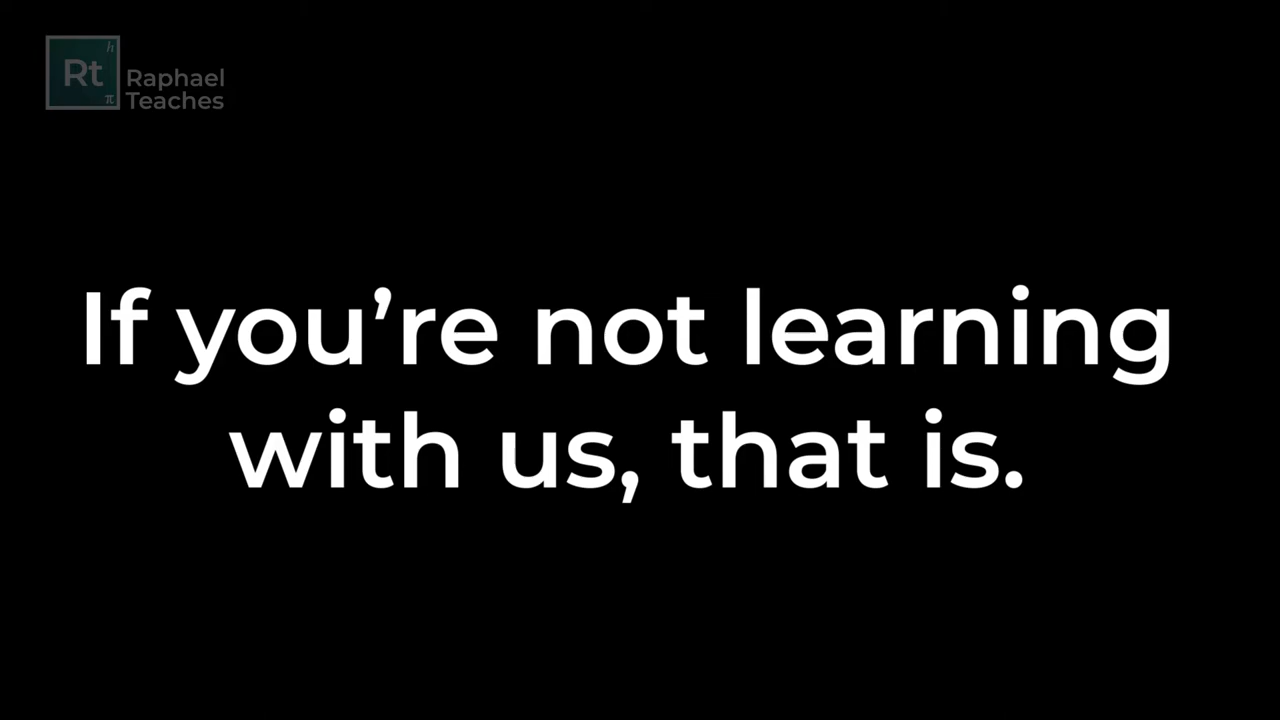 h
Rt
π
Raphael
Teaches
If you’re not learning
with us, that is.